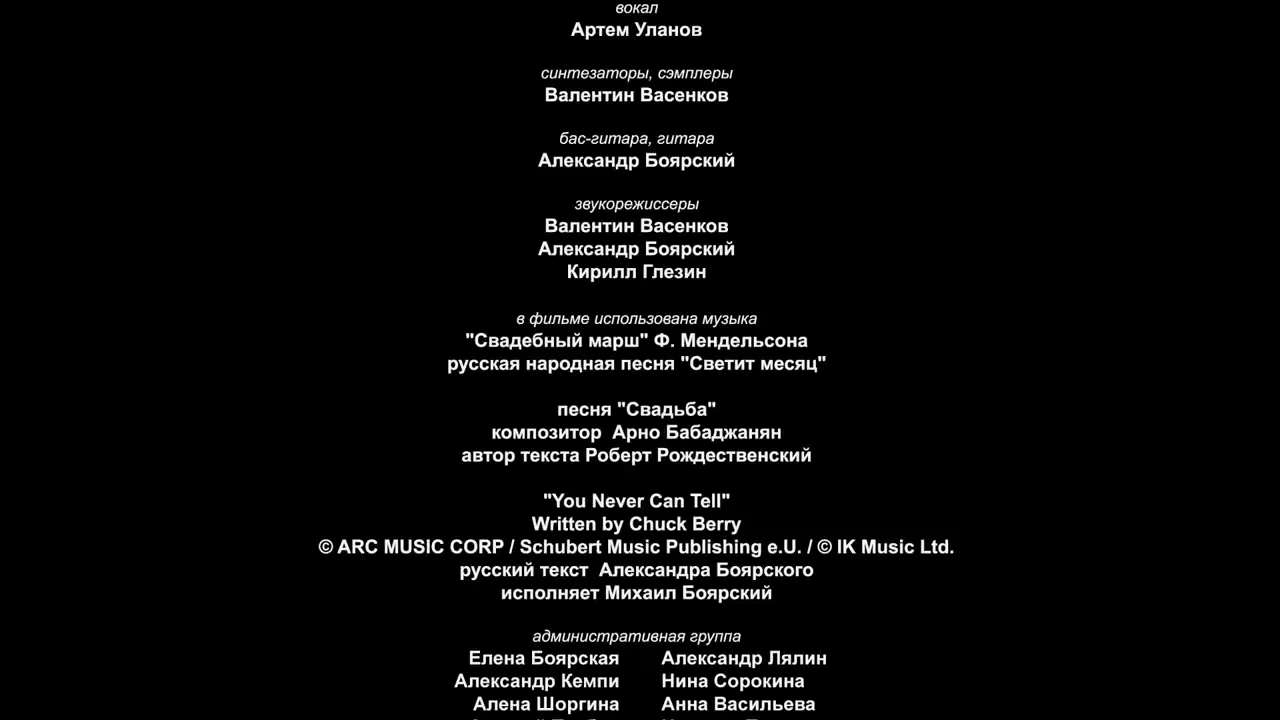 вокал
Артем Уланов
синтезаторы, сэмплеры
Валентин Васенков
бас-гитара, гитара
Александр Боярский
звукорежиссеры
Валентин Васенков
Александр Боярский
Кирилл Глезин
в фильме использована музыка
"Свадебный марш" Ф. Мендельсона
русская народная песня "Светит месяц"
песня "Свадьба"
композитор Арно Бабаджанян
автор текста Роберт Рождественский
"You Never Can Tell"
Written by Chuck Berry
© ARC MUSIC CORP / Schubert Music Publishing e.U. / © IK Music Ltd.
русский текст Александра Боярского
исполняет Михаил Боярский
административная группа
Елена Боярская Александр Лялин
Александр Кемпи Нина Сорокина
Алена Шоргина Анна Васильева